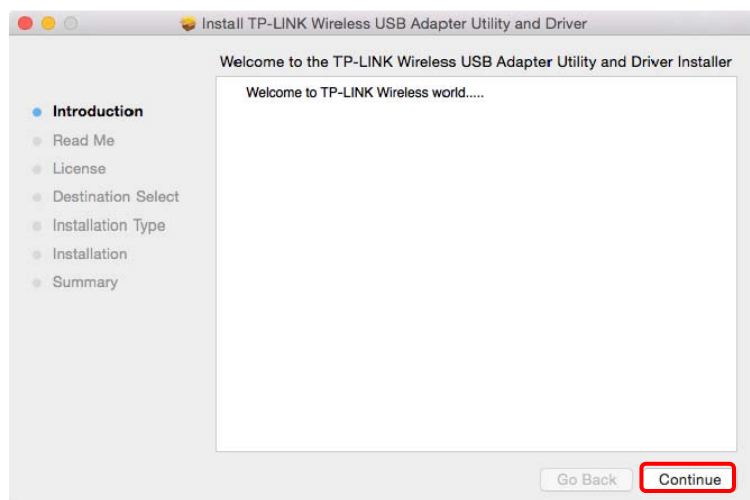 Install TP-LINK Wireless USB Adapter Utility and Driver
Welcome to the TP-LINK Wireless USB Adapter Utility and Driver Installer
Introduction
Read Me
License
Destination Select
Installation Type
Installation
Summary
Welcome to TP-LINK Wireless world.....
Go Back
Continue